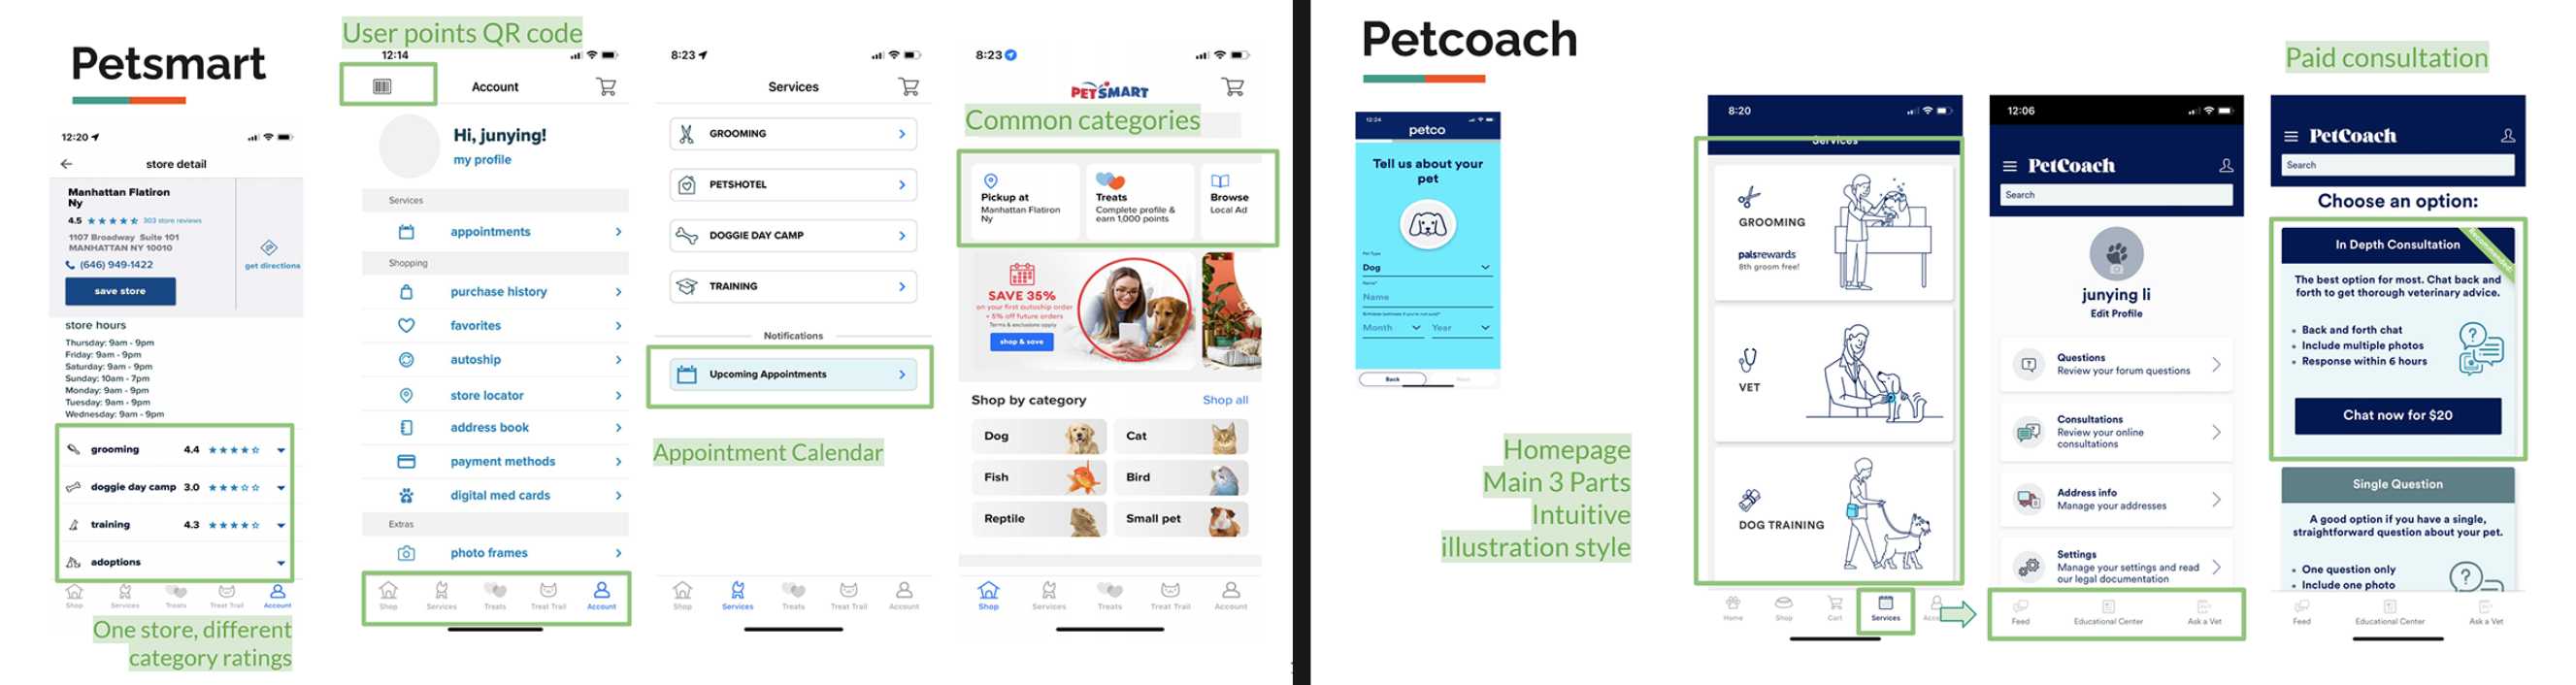 Petsmart
12:20
store detail
Manhattan Flatiron
Ny
4.5
303 store reviews
1107 Broadway Suite 101
MANHATTAN NY 10010
(646) 949-1422
get directions
save store
store hours
Thursday: 9am - 9pm
Friday: 9am - 9pm
Saturday: 9am - 9pm
Sunday: 10am - 7pm
Monday: 9am - 9pm
Tuesday: 9am - 9pm
Wednesday: 9am - 9pm
grooming 4.4
doggie day camp 3.0
training 4.3
adoptions
Shop Services Treats Treat Trail Account
One store, different
category ratings
User points QR code
12:14
Account
Hi, junying!
my profile
Services
appointments
Shopping
purchase history
favorites
autoship
store locator
address book
payment methods
digital med cards
Extras
photo frames
Shop Services Treats Treat Trail Account
8:23
Services
GROOMING
PETSHOTEL
DOGGIE DAY CAMP
TRAINING
Notifications
Upcoming Appointments
Appointment Calendar
Shop Services Treats Treat Trail Account
8:23
PETSMART
Common categories
Pickup at
Manhattan Flatiron
Ny
Treats
Complete profile &
earn 1,000 points
Browse
Local Ad
SAVE 35%
on your first autoship order
+ 5% off future orders
Terms & exclusions apply
shop & save
Shop by category
Shop all
Dog
Cat
Fish
Bird
Reptile
Small pet
Shop Services Treats Treat Trail Account
Petcoach
12:24
petco
Tell us about your
pet
Pet Type
Dog
Name*
Name
Birthdate (estimate if you're not sure)*
Month Year
Back
Next
Homepage
Main 3 Parts
Intuitive
illustration style
8:20
Services
GROOMING
palsrewards
8th groom free!
VET
DOG TRAINING
Home Shop Cart Services
12:06
PetCoach
Search
junying li
Edit Profile
Questions
Review your forum questions
Consultations
Review your online
consultations
Address info
Manage your addresses
Settings
Manage your settings and read
our legal documentation
Feed Educational Center Ask a Vet
Paid consultation
PetCoach
Search
Choose an option:
In Depth Consultation
Recommended!
The best option for most. Chat back and
forth to get thorough veterinary advice.
• Back and forth chat
• Include multiple photos
• Response within 6 hours
Chat now for $20
Single Question
A good option if you have a single,
straightforward question about your pet.
• One question only
• Include one photo
Feed Educational Center Ask a Vet